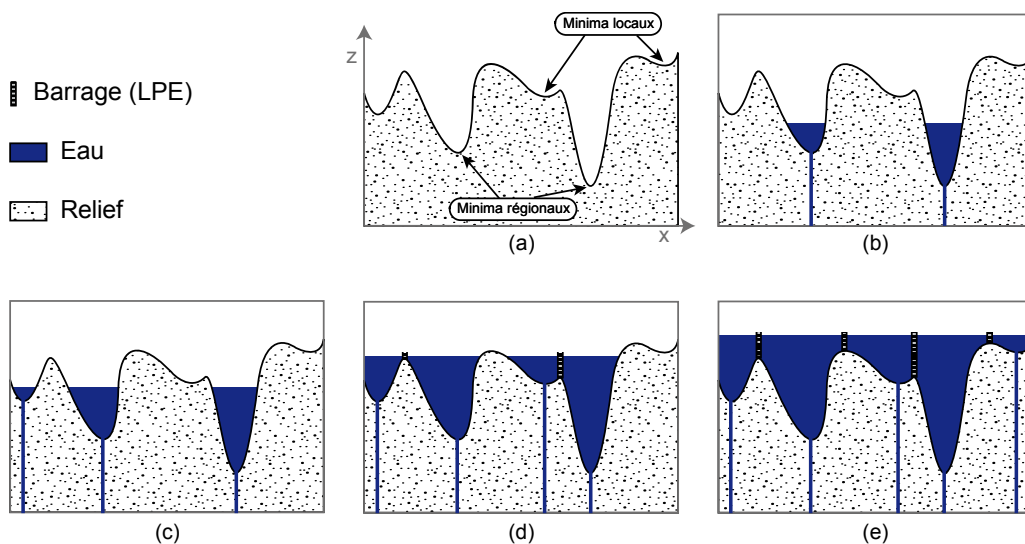 Barrage (LPE)
Eau
Relief
Minima locaux
z
Minima régionaux
x
(a)
(b)
(c)
(d)
(e)